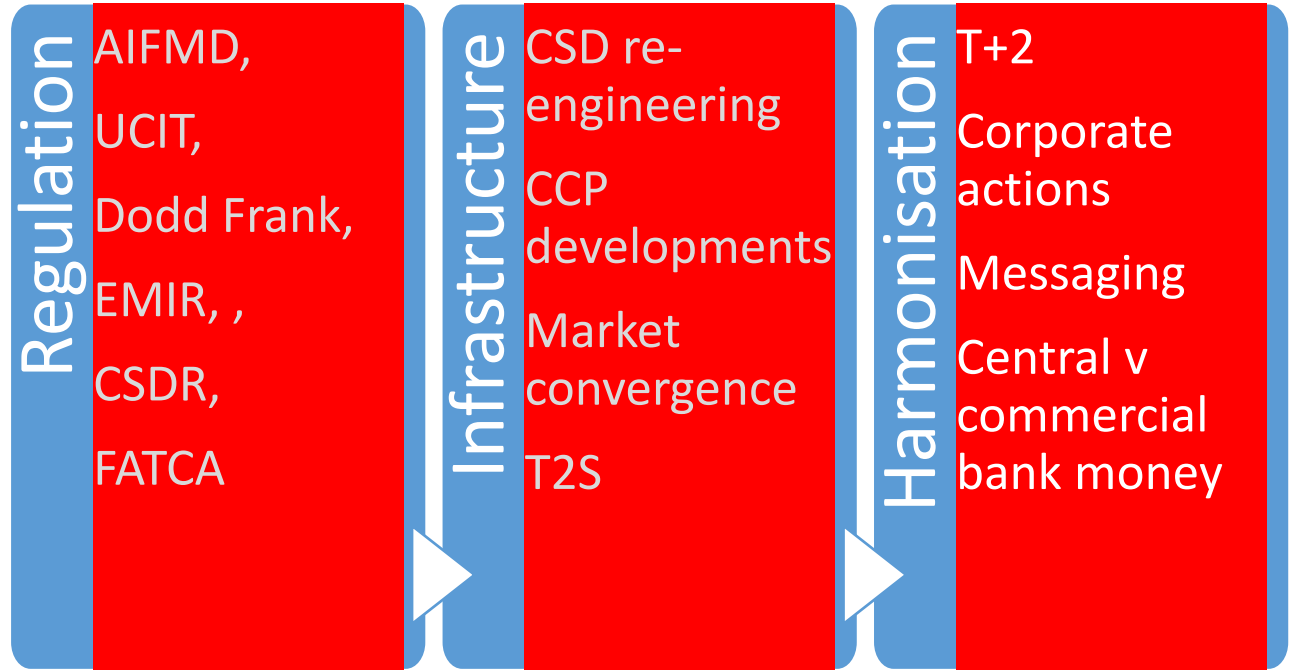 Regulation
AIFMD,
UCIT,
Dodd Frank,
EMIR, ,
CSDR,
FATCA
Infrastructure
CSD re-
engineering
CCP
developments
Market
convergence
T2S
Harmonisation
T+2
Corporate
actions
Messaging
Central v
commercial
bank money